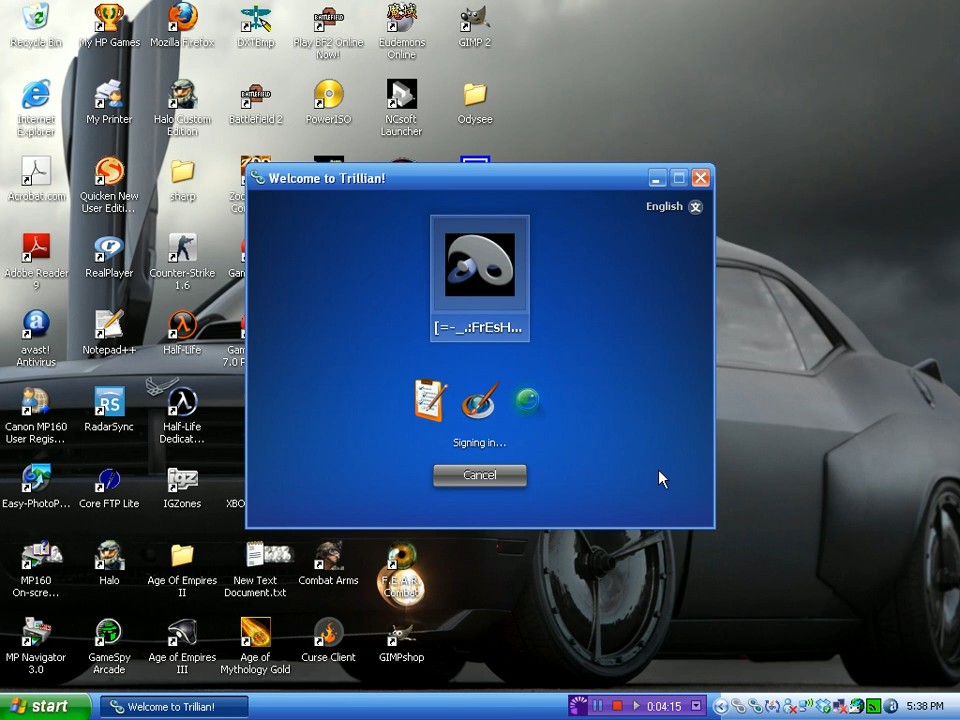 Recycle Bin
My HP Games
Mozilla Firefox
DXTEmp
Play BF2 Online
Now!
Eudemons
Online
GIMP 2
Internet
Explorer
My Printer
Halo Custom
Edition
Battlefield 2
PowerISO
NCsoft
Launcher
Odysee
Acrobat.com
Quicken New
User Editi...
sharp
Adobe Reader
9
RealPlayer
Counter-Strike
1.6
avast!
Antivirus
Notepad++
Half-Life
Canon MP160
User Regis...
RadarSync
Half-Life
Dedicat...
Easy-PhotoP...
Core FTP Lite
IGZones
XBO
MP160
On-scre...
Halo
Age Of Empires
II
New Text
Document.txt
Combat Arms
F.E.A.R.
Combat
MP Navigator
3.0
GameSpy
Arcade
Age of Empires
III
Age of
Mythology Gold
Curse Client
GIMPshop
Welcome to Trillian!
English
[=-_.:FrEsH...
Signing in...
Cancel
start
Welcome to Trillian!
0:04:15
5:38 PM